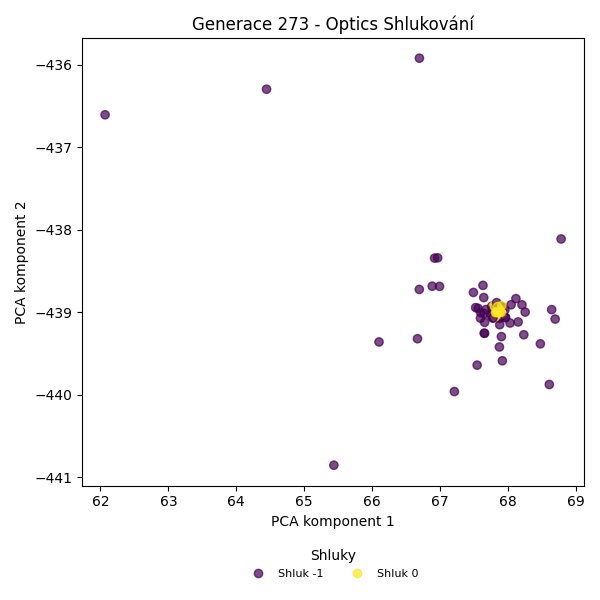 Generace 273 - Optics Shlukování
PCA komponent 2
−436
−437
−438
−439
−440
−441
62 63 64 65 66 67 68 69
PCA komponent 1
Shluky
Shluk -1 Shluk 0